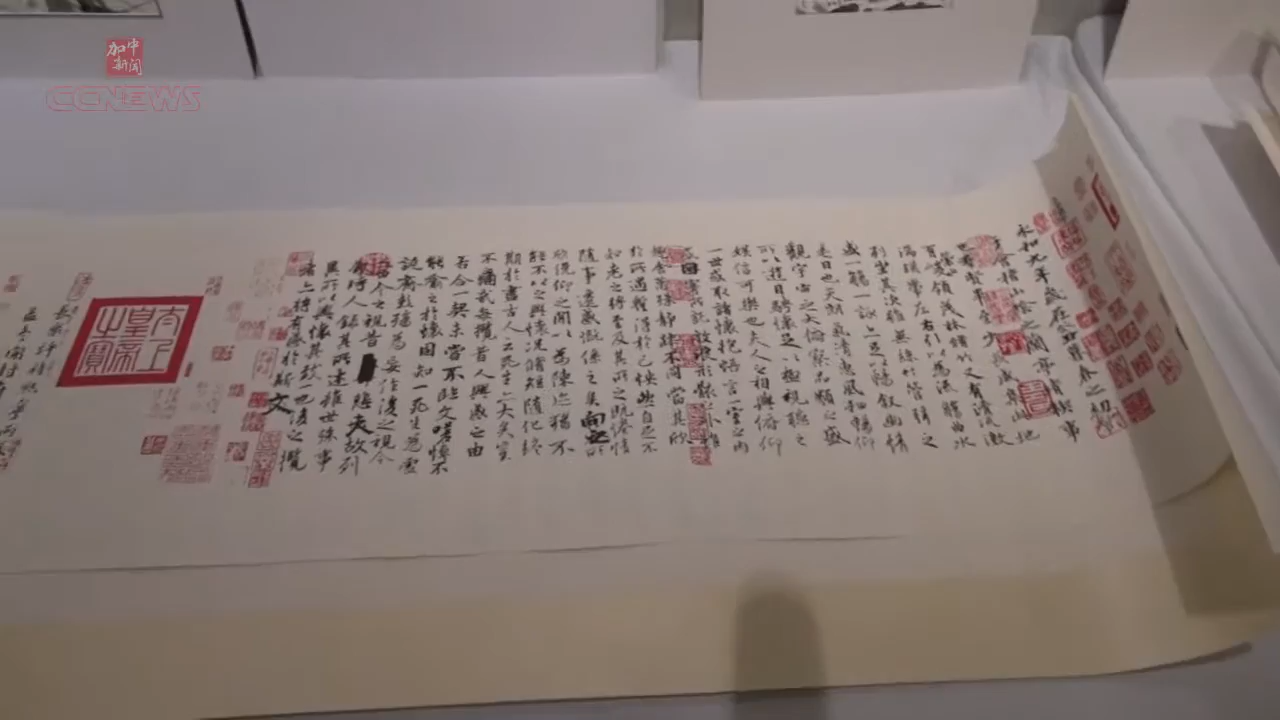 加中
新闻
CCNEWS
永和九年歲在癸丑暮春之初會
于會稽山陰之蘭亭脩禊事
也群賢畢至少長咸集此地
有崇山峻領茂林脩竹又有清流激
湍暎帶左右引以為流觴曲水
列坐其次雖無絲竹管弦之
盛一觴一詠亦足以暢敘幽情
是日也天朗氣清惠風和暢仰
觀宇宙之大俯察品類之盛
所以遊目騁懷足以極視聽之
娛信可樂也夫人之相與俯仰
一世或取諸懷抱悟言一室之內
或因寄所託放浪形骸之外雖
趣舍萬殊靜躁不同當其欣
於所遇蹔得於己怏然自足不
知老之將至及其所之既惓情
隨事遷感慨係之矣向之所
欣俛仰之閒以為陳迹猶不
能不以之興懷況脩短隨化終
期於盡古人云死生亦大矣豈
不痛哉每攬昔人興感之由
若合一契未嘗不臨文嗟悼不
能喻之於懷固知一死生為虛
誕齊彭殤為妄作後之視今
亦由今之視昔悲夫故列
敘時人錄其所述雖世殊事
異所以興懷其致一也後之攬
者亦將有感於斯文
太上
皇帝
之寶